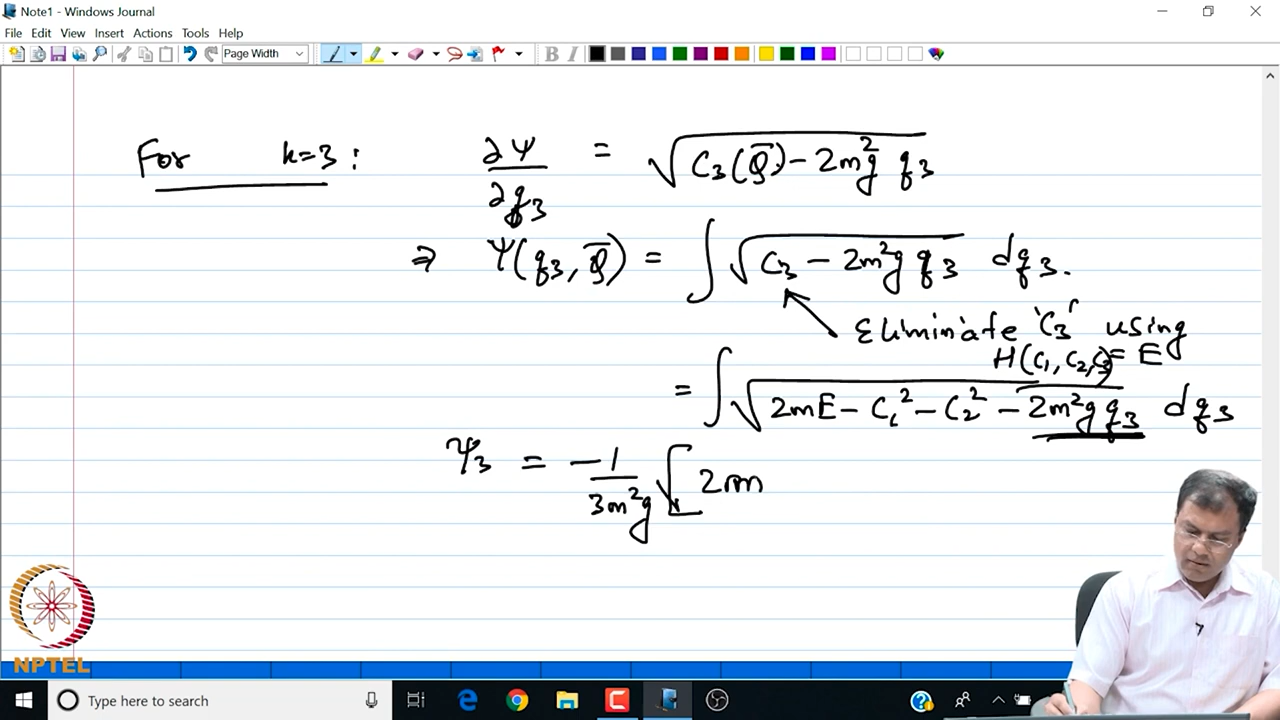 Note1 - Windows Journal
File Edit View Insert Actions Tools Help
Page Width
B I
For k=3 : ∂Ψ/∂q₃ = √(C₃(Q̄) − 2m²g q₃)
⇒ Ψ(q₃, Q̄) = ∫ √(C₃ − 2m²g q₃) dq₃.
Eliminate 'C₃' using
H(C₁, C₂, C₃) = E
= ∫ √(2mE − C₁² − C₂² − 2m²g q₃) dq₃
Ψ₃ = −1/3m²g √[2m
NPTEL
Type here to search